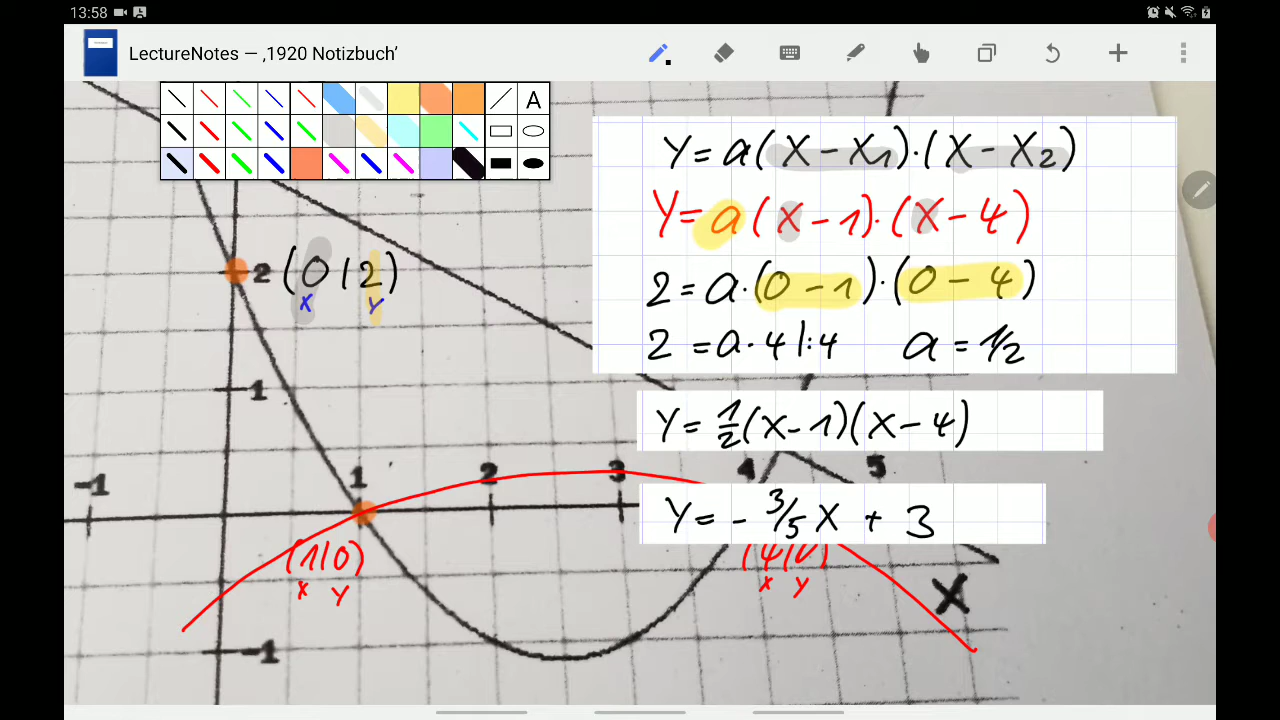 13:58
LectureNotes — ‚1920 Notizbuch’
A
Y = a(X - X1)·(X - X2)
Y = a(X - 1)·(X - 4)
2 (0|2)
X Y
2 = a·(0 - 1)·(0 - 4)
2 = a·4 |:4 a = 1/2
1
Y = 1/2(X - 1)(X - 4)
-1 1 2 3 4 5
Y = - 3/5 X + 3
(1|0) (4|0)
X Y X Y
X
-1